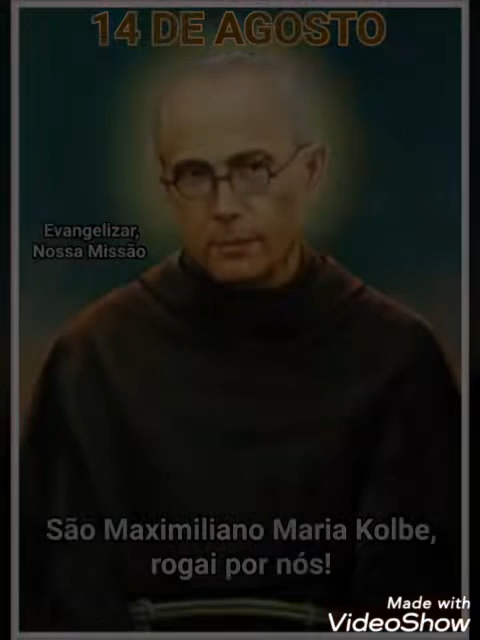 14 DE AGOSTO
Evangelizar,
Nossa Missão
São Maximiliano Maria Kolbe,
rogai por nós!
Made with
VideoShow